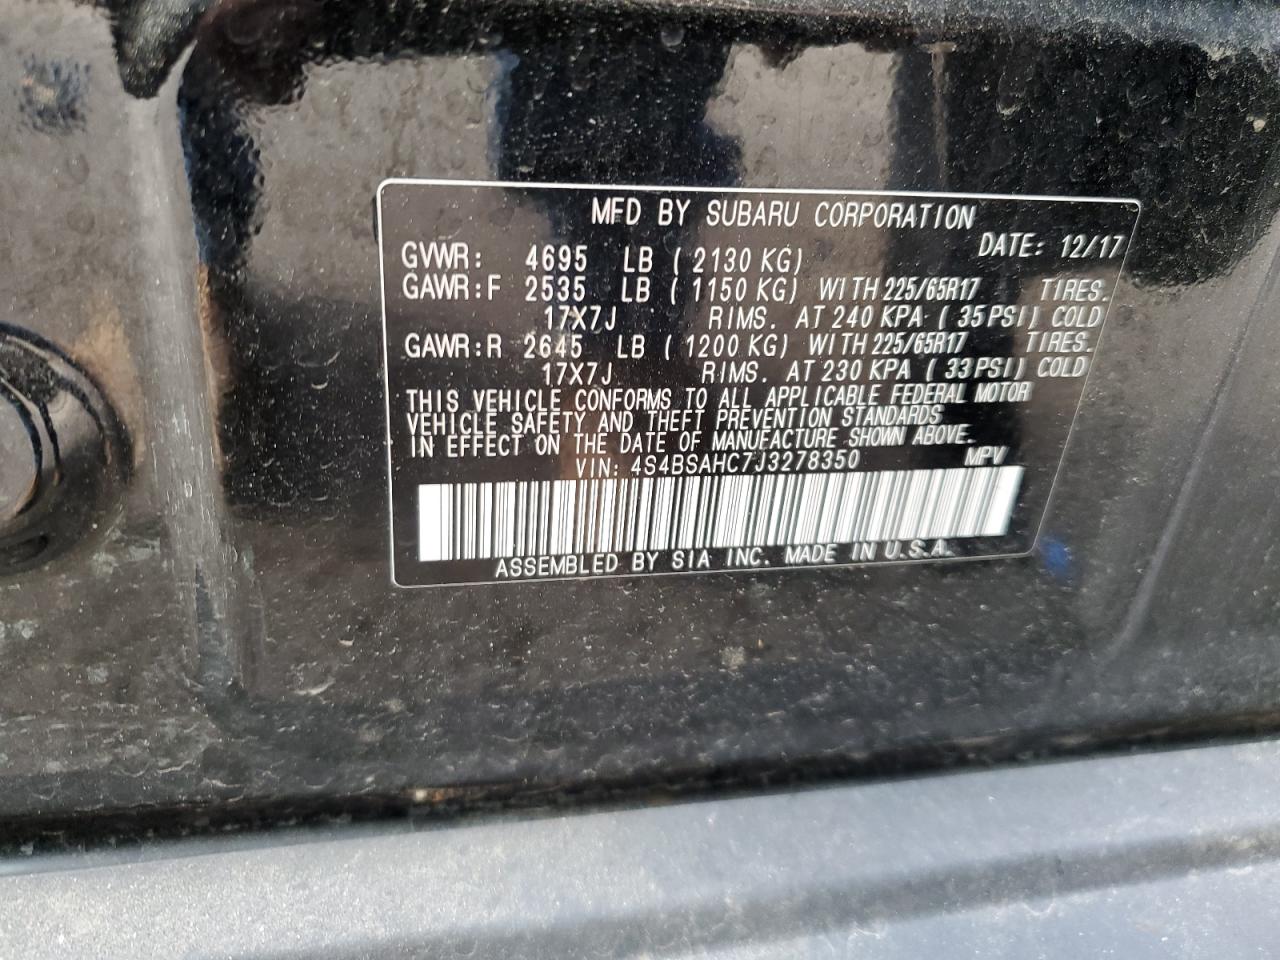 MFD BY SUBARU CORPORATION
DATE: 12/17
GVWR: 4695 LB ( 2130 KG)
GAWR:F 2535 LB ( 1150 KG) WITH 225/65R17 TIRES.
17X7J RIMS. AT 240 KPA ( 35 PSI) COLD
GAWR:R 2645 LB ( 1200 KG) WITH 225/65R17 TIRES.
17X7J RIMS. AT 230 KPA ( 33 PSI) COLD
THIS VEHICLE CONFORMS TO ALL APPLICABLE FEDERAL MOTOR
VEHICLE SAFETY AND THEFT PREVENTION STANDARDS
IN EFFECT ON THE DATE OF MANUFACTURE SHOWN ABOVE.
VIN: 4S4BSAHC7J3278350 MPV
ASSEMBLED BY SIA INC. MADE IN U.S.A.